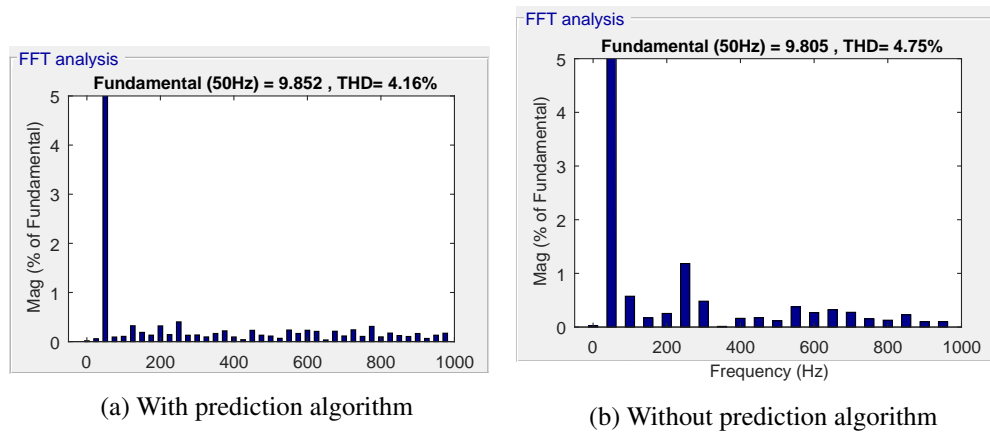 FFT analysis
Fundamental (50Hz) = 9.852 , THD= 4.16%
Mag (% of Fundamental)
5
4
3
2
1
0
0
200
400
600
800
1000
(a) With prediction algorithm
FFT analysis
Fundamental (50Hz) = 9.805 , THD= 4.75%
Mag (% of Fundamental)
5
4
3
2
1
0
0
200
400
600
800
1000
Frequency (Hz)
(b) Without prediction algorithm